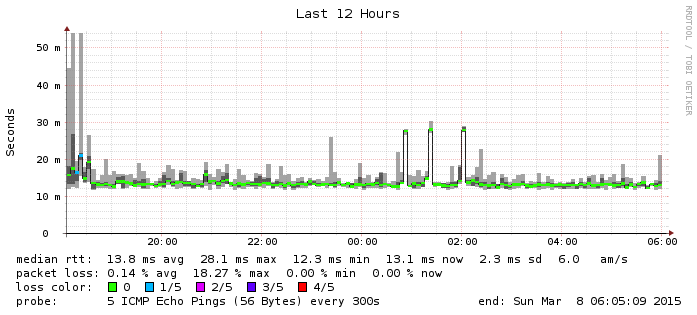 Last 12 Hours
RRDTOOL / TOBI OETIKER
Seconds
50 m
40 m
30 m
20 m
10 m
0
20:00 22:00 00:00 02:00 04:00 06:00
median rtt: 13.8 ms avg 28.1 ms max 12.3 ms min 13.1 ms now 2.3 ms sd 6.0 am/s
packet loss: 0.14 % avg 18.27 % max 0.00 % min 0.00 % now
loss color: 0 1/5 2/5 3/5 4/5
probe: 5 ICMP Echo Pings (56 Bytes) every 300s end: Sun Mar 8 06:05:09 2015